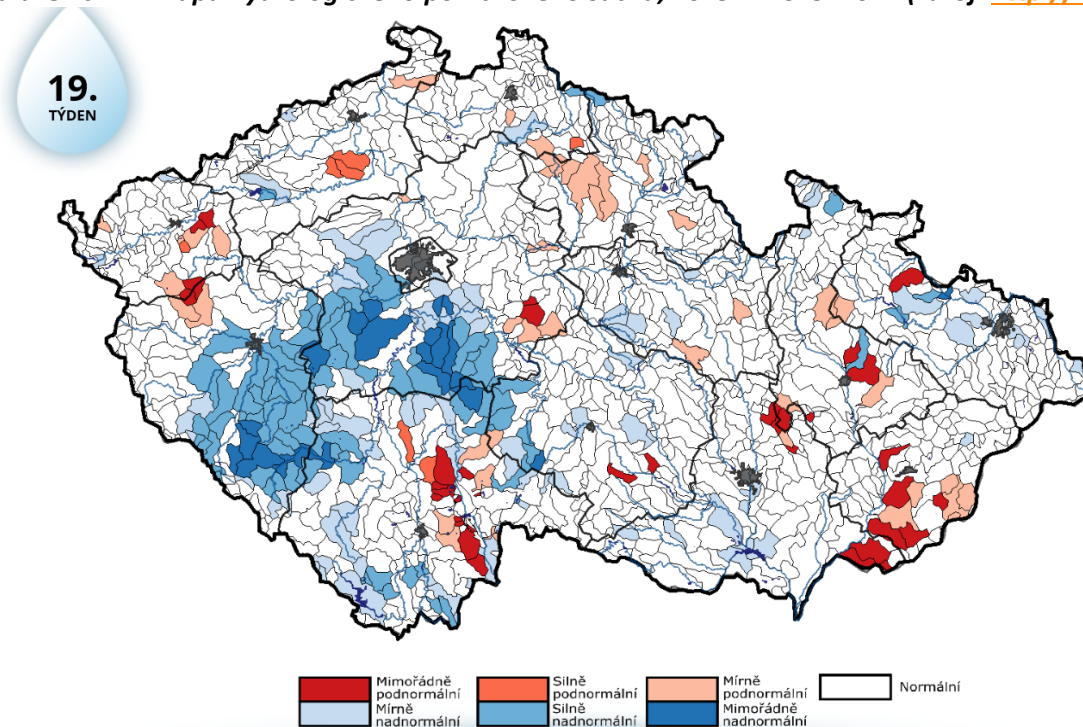 19.
TÝDEN
Mimořádně
podnormální
Silně
podnormální
Mírně
podnormální
Normální
Mírně
nadnormální
Silně
nadnormální
Mimořádně
nadnormální